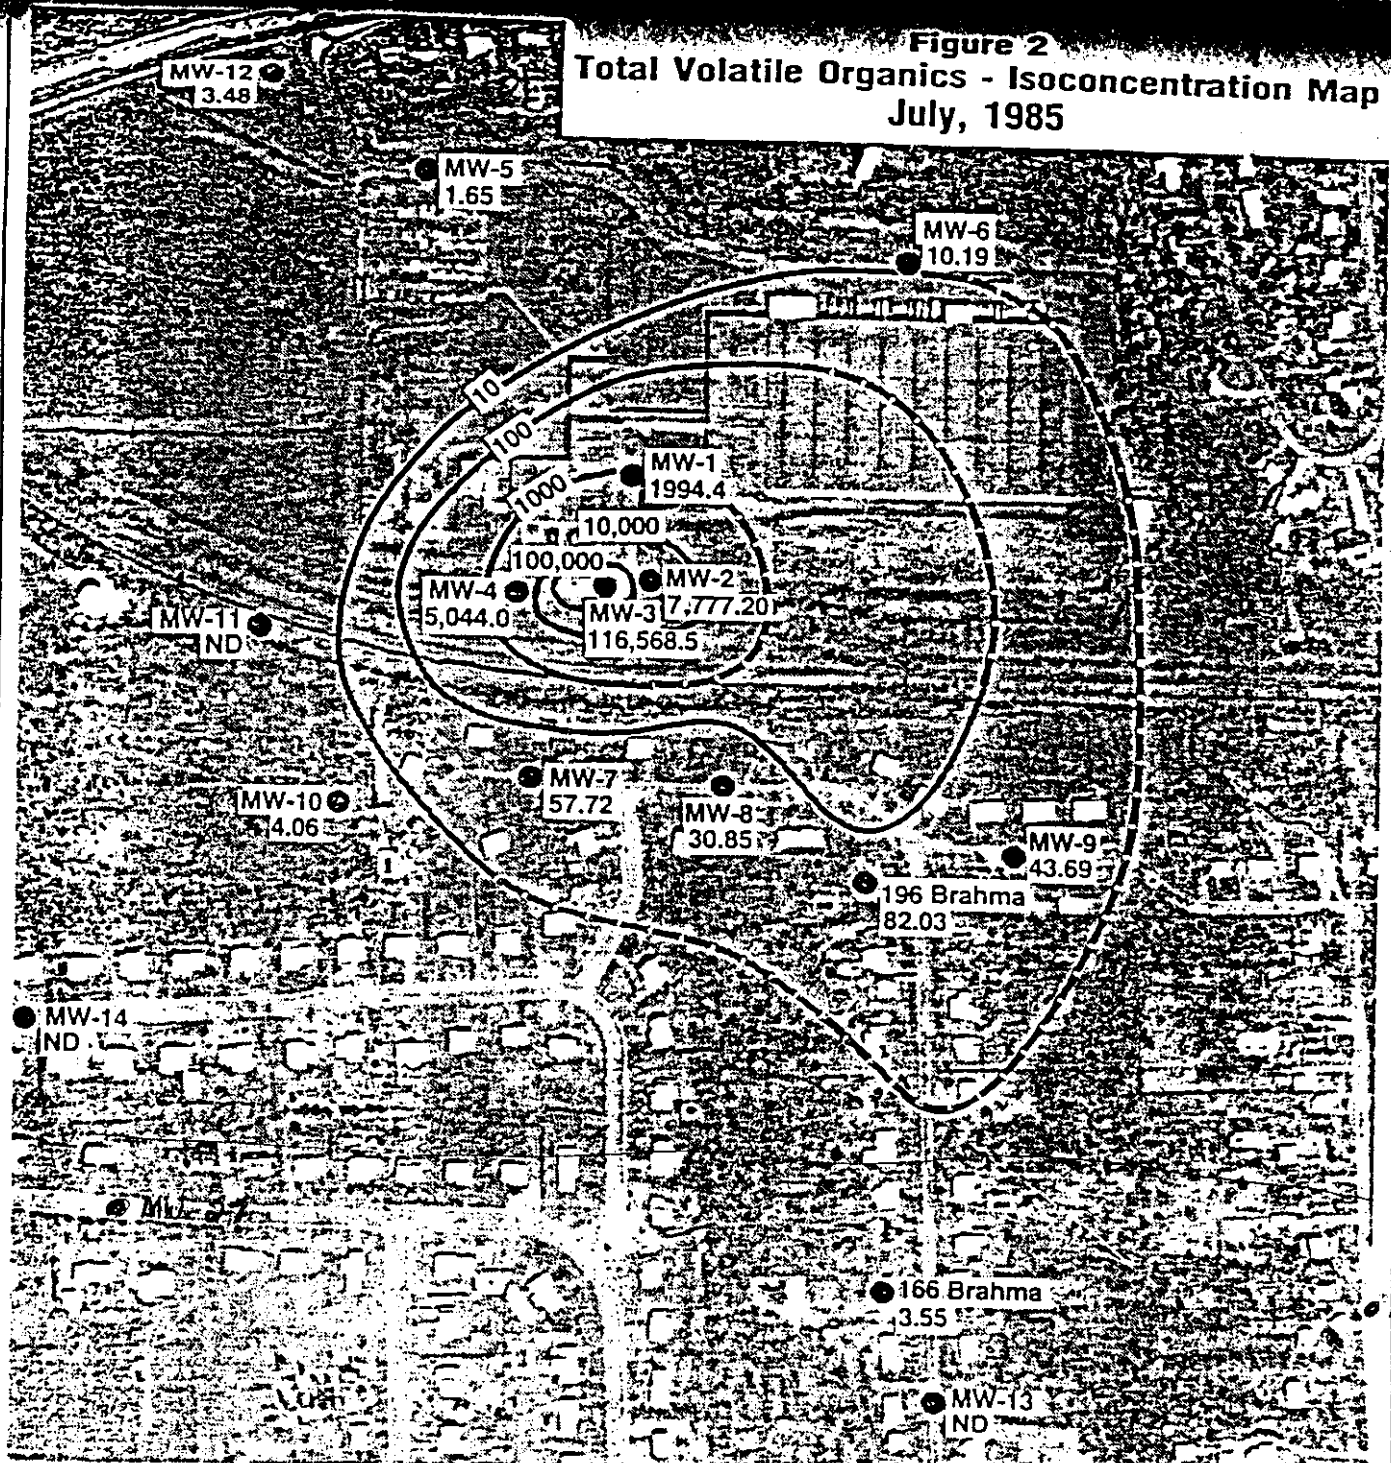 Figure 2
Total Volatile Organics - Isoconcentration Map
July, 1985
MW-12
3.48
MW-5
1.65
MW-6
10.19
10
100
1000
MW-1
1994.4
10,000
100,000
MW-4
5,044.0
MW-2
7,777.20
MW-3
116,568.5
MW-11
ND
MW-7
57.72
MW-8
30.85
MW-10
4.06
MW-9
43.69
196 Brahma
82.03
MW-14
ND
166 Brahma
3.55
MW-13
ND